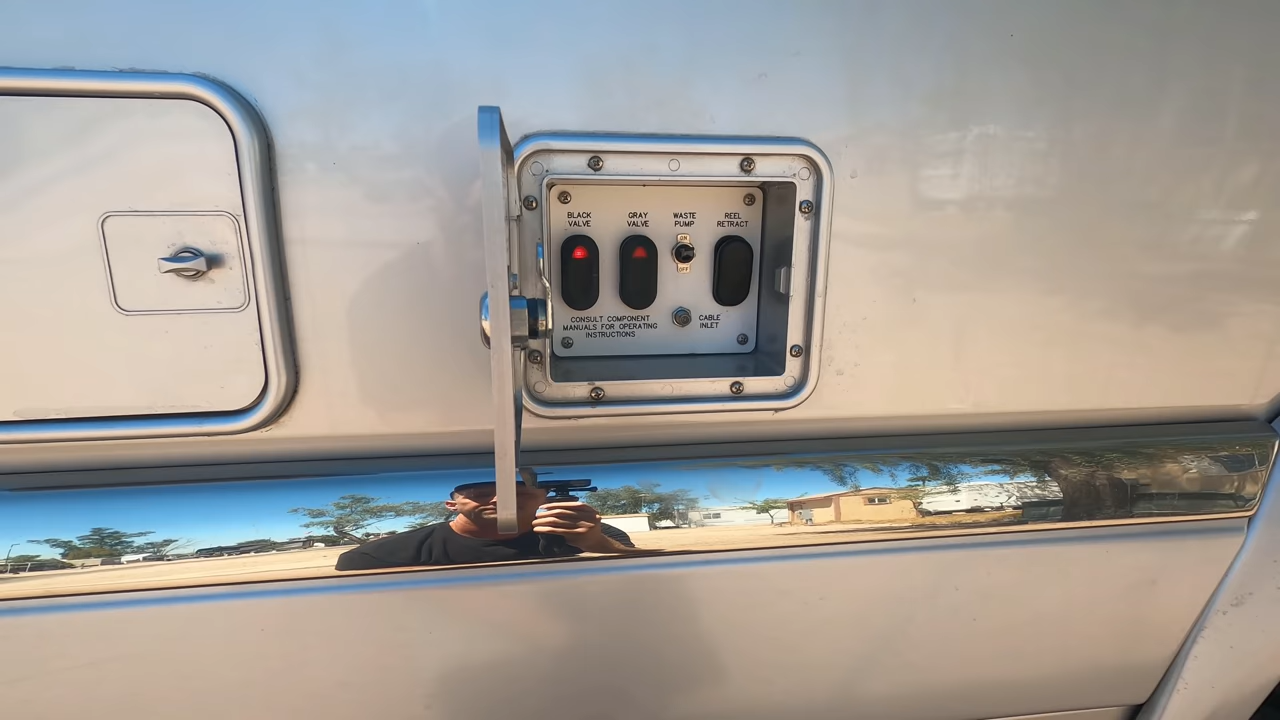 BLACK
VALVE
GRAY
VALVE
WASTE
PUMP
REEL
RETRACT
ON
OFF
CONSULT COMPONENT
MANUALS FOR OPERATING
INSTRUCTIONS
CABLE
INLET